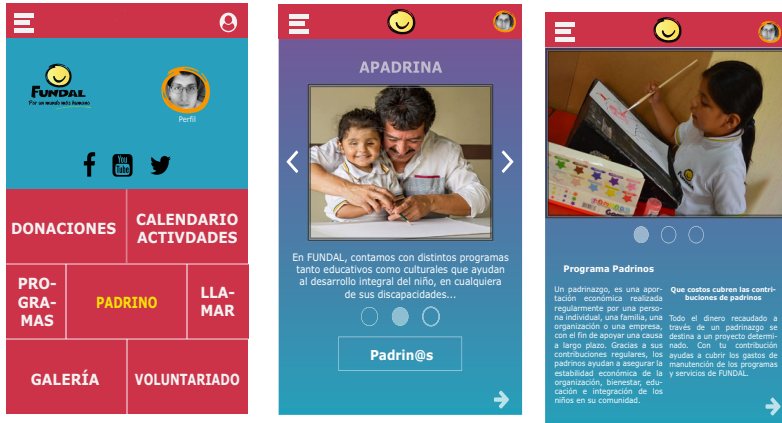 FUNDAL
Por un mundo más humano
Perfil
You
Tube
DONACIONES
CALENDARIO
ACTIVDADES
PRO-
GRA-
MAS
PADRINO
LLA-
MAR
GALERÍA
VOLUNTARIADO
APADRINA
En FUNDAL, contamos con distintos programas
tanto educativos como culturales que ayudan
al desarrollo integral del niño, en cualquiera
de sus discapacidades...
Padrin@s
Programa Padrinos
Un padrinazgo, es una apor-
tación económica realizada
regularmente por una perso-
na individual, una familia, una
organización o una empresa,
con el fin de apoyar una causa
a largo plazo. Gracias a sus
contribuciones regulares, los
padrinos ayudan a asegurar la
estabilidad económica de la
organización, bienestar, edu-
cación e integración de los
niños en su comunidad.
Que costos cubren las contri-
buciones de padrinos
Todo el dinero recaudado a
través de un padrinazgo se
destina a un proyecto determi-
nado. Con tu contribución
ayudas a cubrir los gastos de
manutención de los programas
y servicios de FUNDAL.